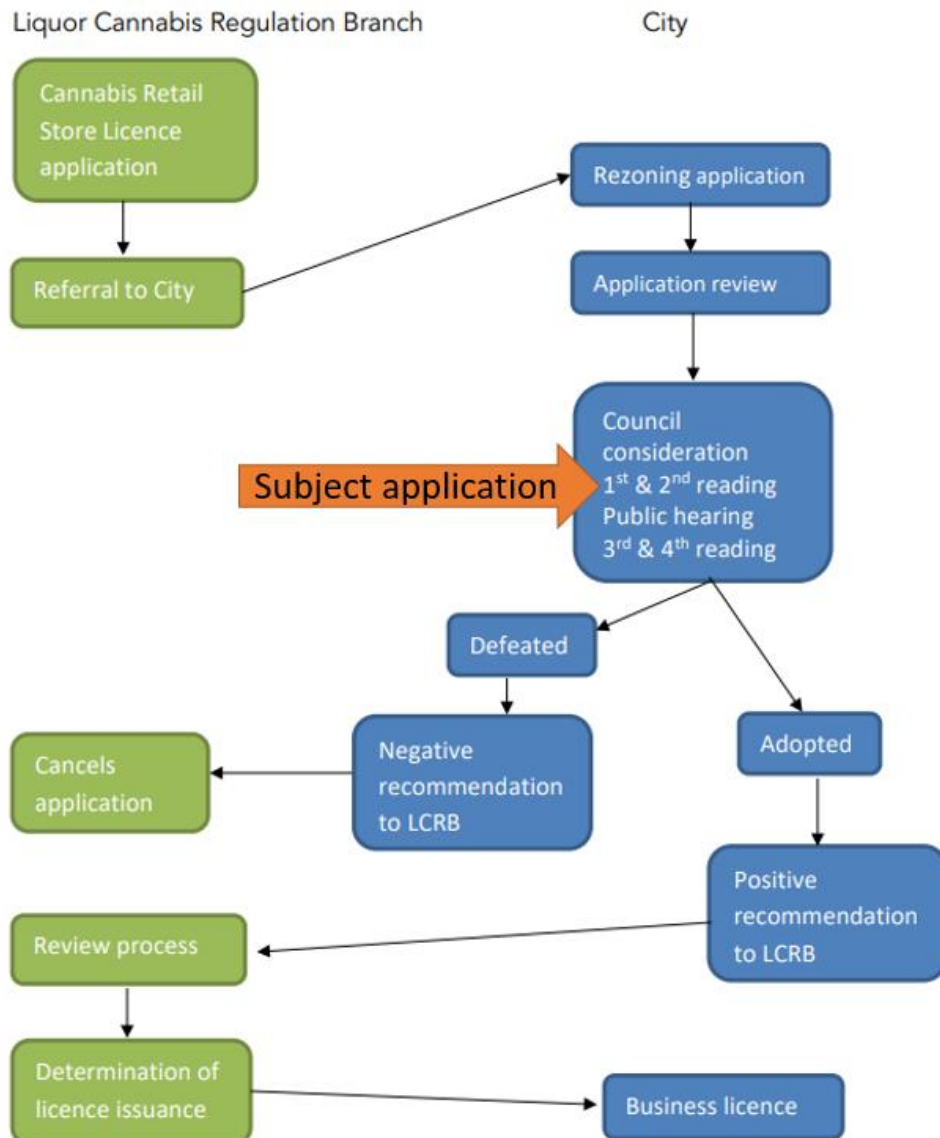 Liquor Cannabis Regulation Branch
City
Cannabis Retail
Store Licence
application
Rezoning application
Referral to City
Application review
Council
consideration
1st & 2nd reading
Public hearing
3rd & 4th reading
Subject application
Defeated
Adopted
Negative
recommendation
to LCRB
Cancels
application
Positive
recommendation
to LCRB
Review process
Determination of
licence issuance
Business licence